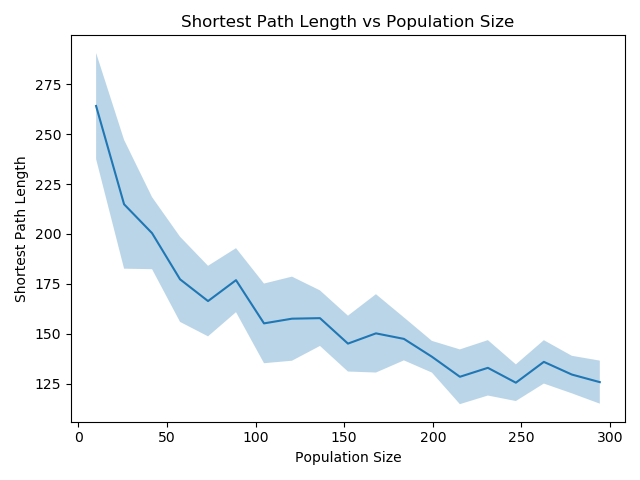 Shortest Path Length vs Population Size
275
250
225
200
175
150
125
Shortest Path Length
0 50 100 150 200 250 300
Population Size